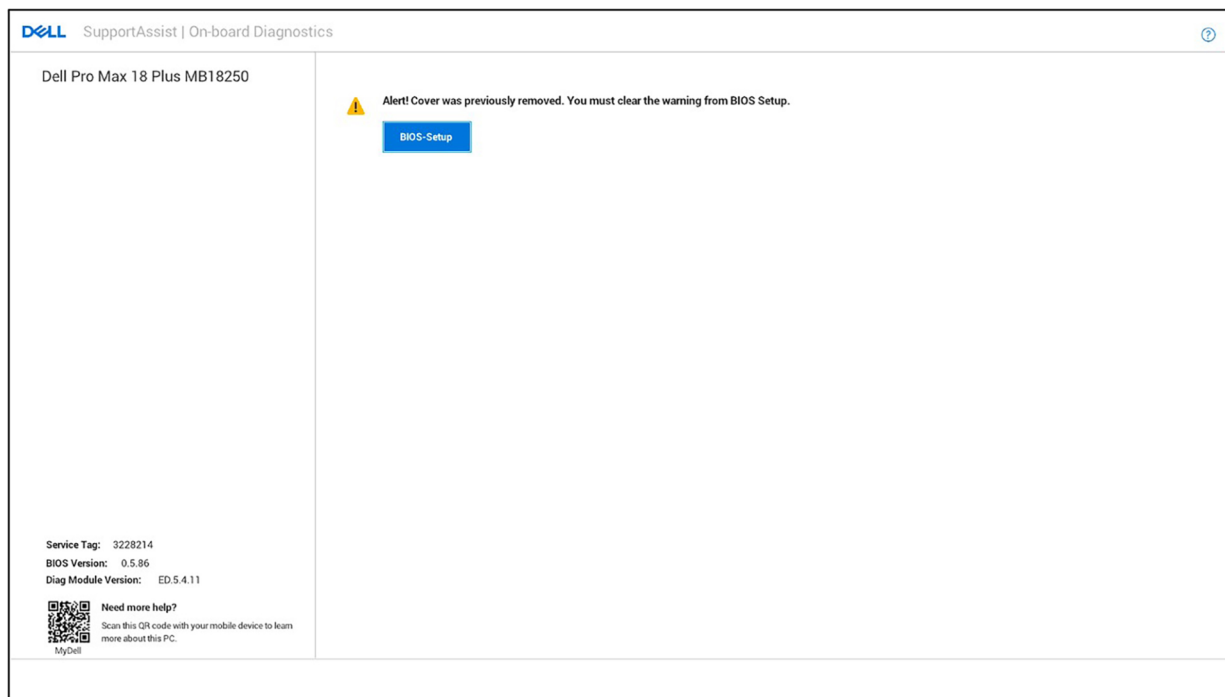 DELL SupportAssist | On-board Diagnostics
?
Dell Pro Max 18 Plus MB18250
Alert! Cover was previously removed. You must clear the warning from BIOS Setup.
BIOS-Setup
Service Tag: 3228214
BIOS Version: 0.5.86
Diag Module Version: ED.5.4.11
Need more help?
Scan this QR code with your mobile device to learn
more about this PC.
MyDell